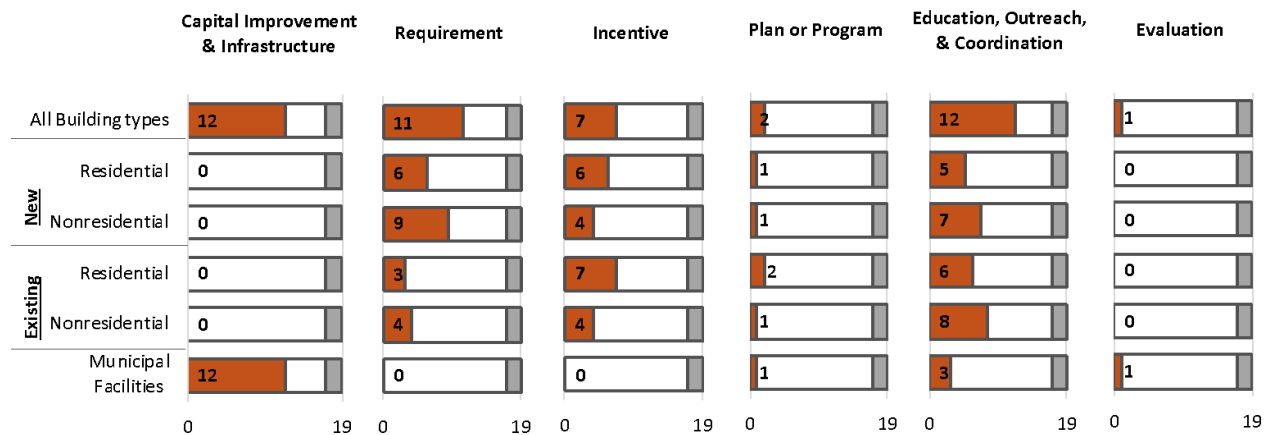 Capital Improvement
& Infrastructure
Requirement
Incentive
Plan or Program
Education, Outreach,
& Coordination
Evaluation
All Building types
12
11
7
2
12
1
New
Residential
0
6
6
1
5
0
Nonresidential
0
9
4
1
7
0
Existing
Residential
0
3
7
2
6
0
Nonresidential
0
4
4
1
8
0
Municipal
Facilities
12
0
0
1
3
1
0 19
0 19
0 19
0 19
0 19
0 19